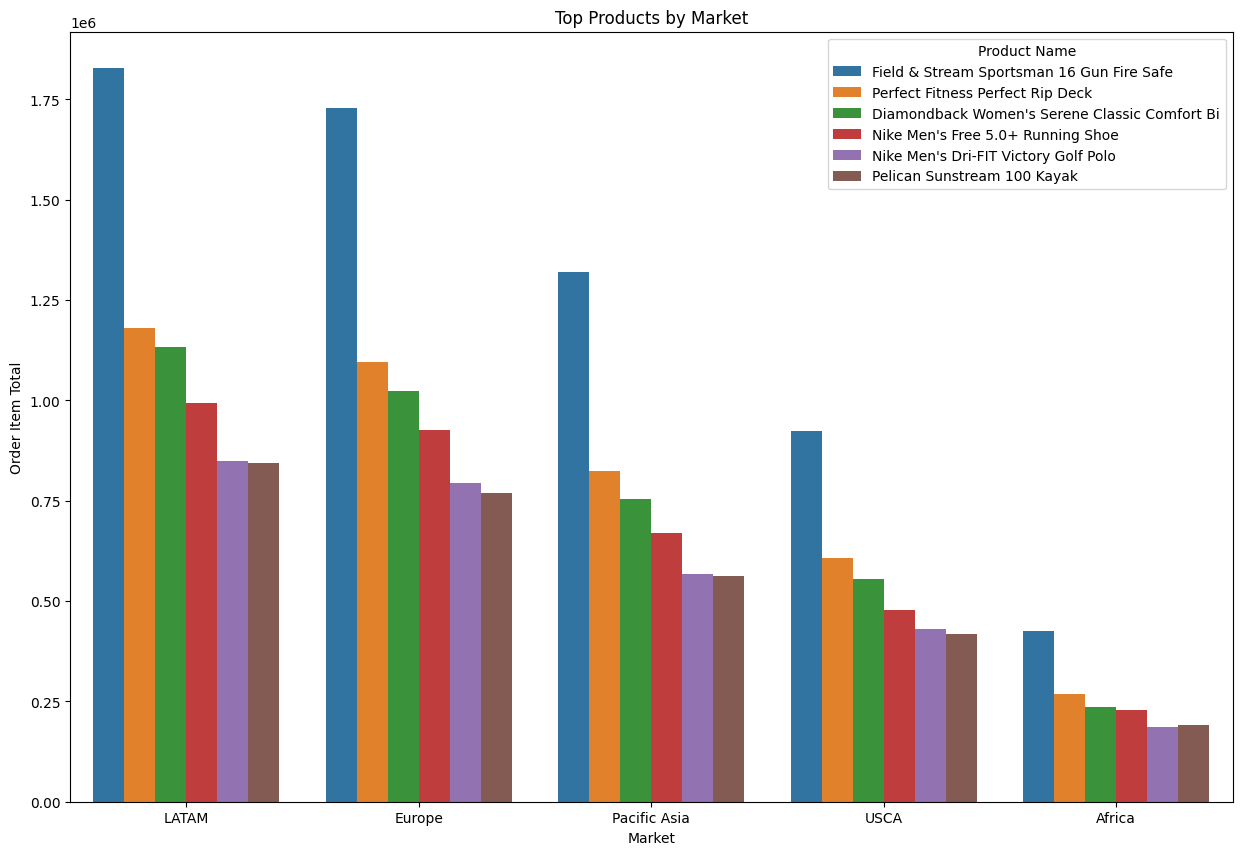 Top Products by Market
1e6
Product Name
Field & Stream Sportsman 16 Gun Fire Safe
Perfect Fitness Perfect Rip Deck
Diamondback Women's Serene Classic Comfort Bi
Nike Men's Free 5.0+ Running Shoe
Nike Men's Dri-FIT Victory Golf Polo
Pelican Sunstream 100 Kayak
1.75
1.50
1.25
1.00
0.75
0.50
0.25
0.00
Order Item Total
LATAM Europe Pacific Asia USCA Africa
Market